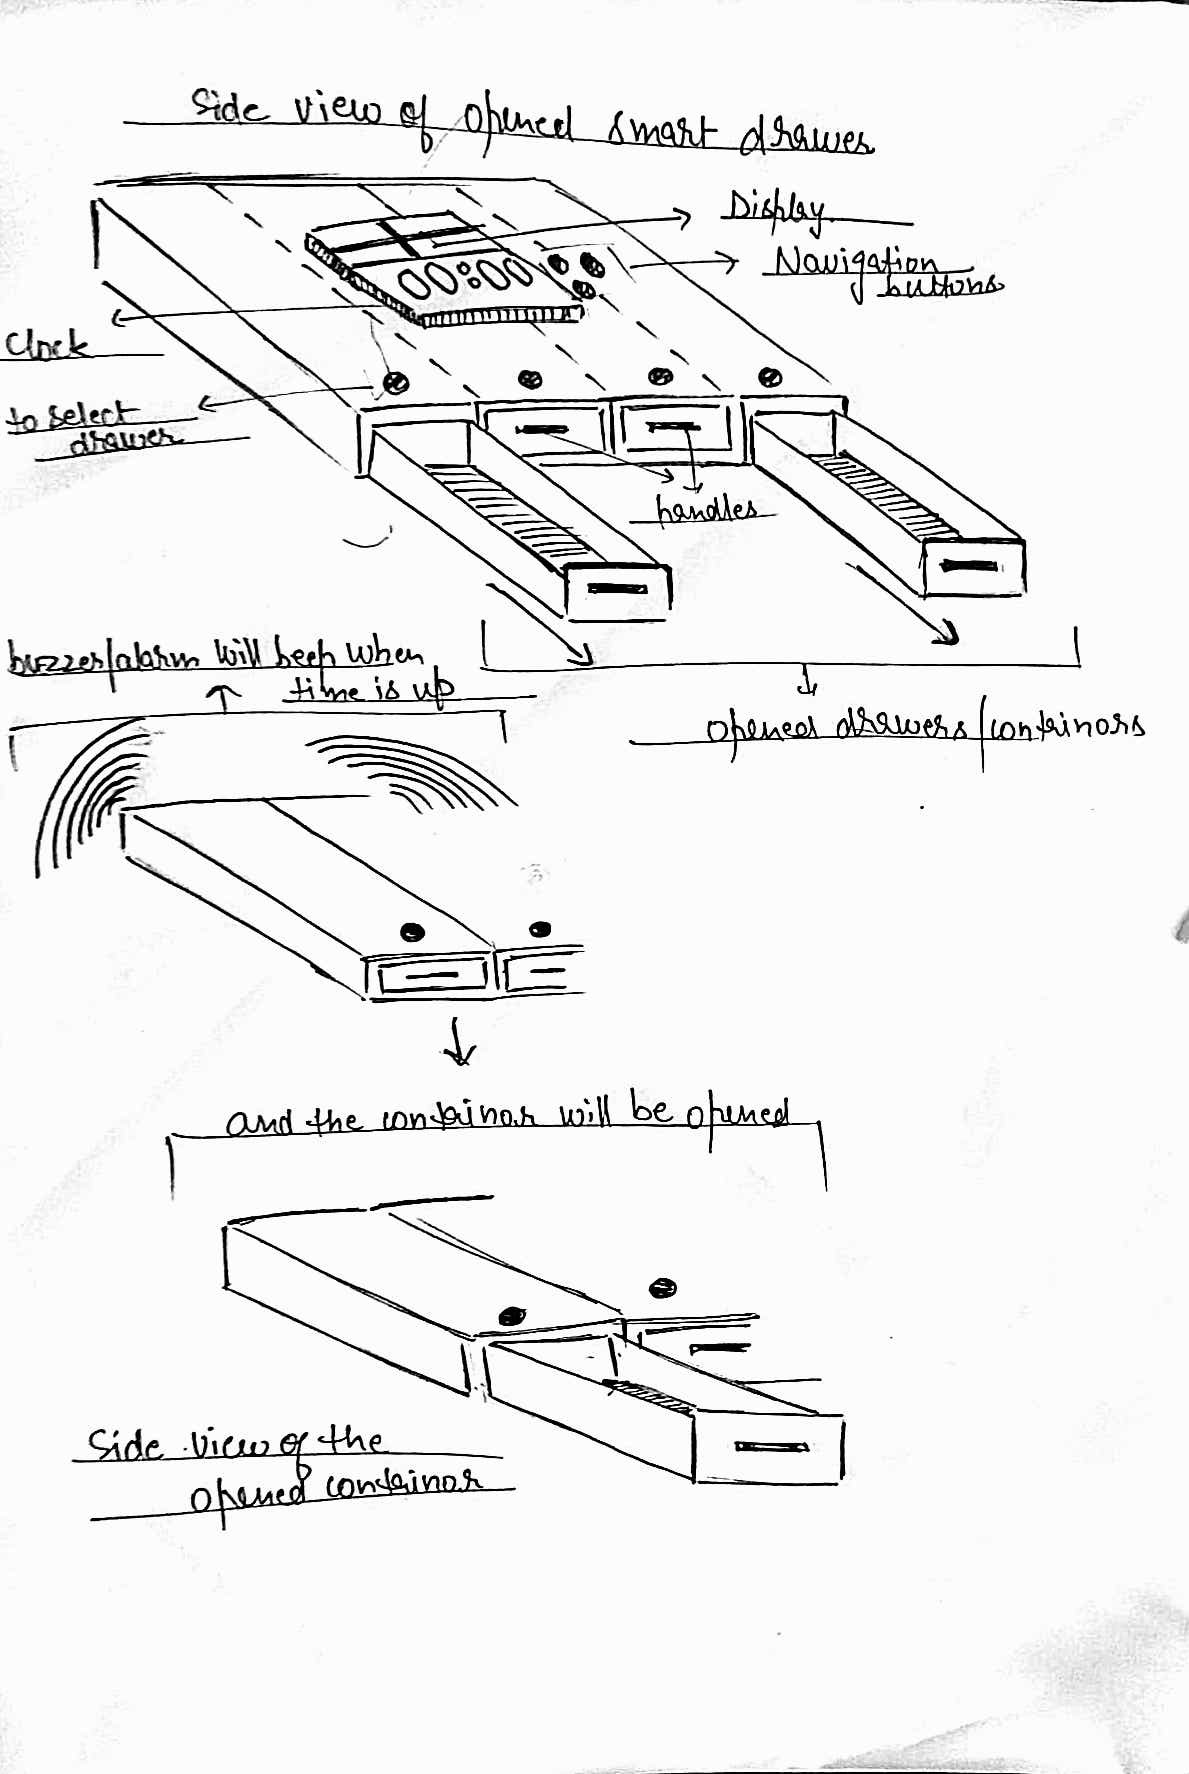 Side view of opened smart drawer
Display
Navigation
buttons
Clock
to select
drawer
handles
buzzer/alarm will beep when
time is up
opened drawers/containors
00:00
and the containor will be opened
Side view of the
opened containor